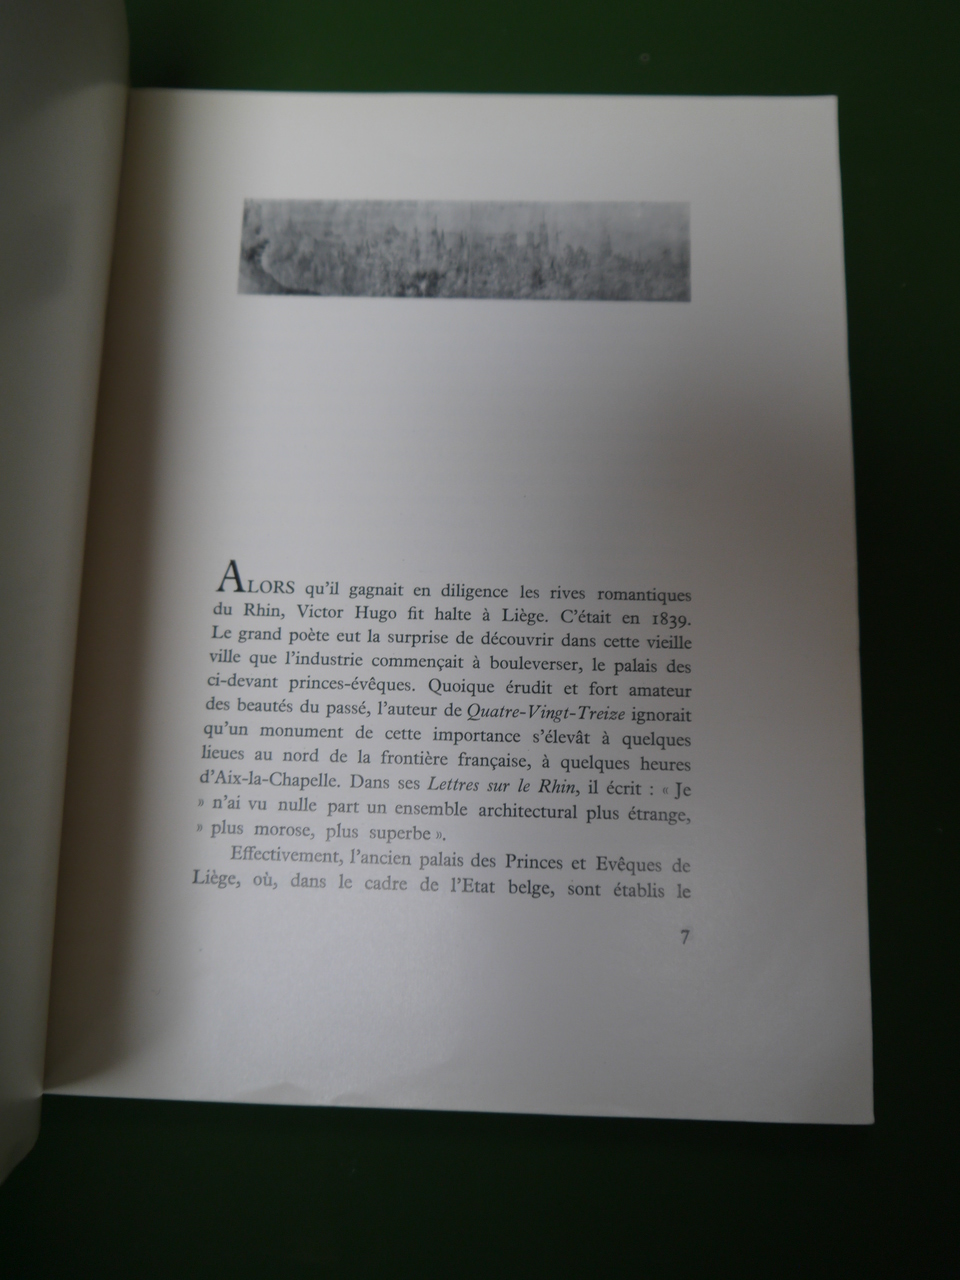 ALORS qu'il gagnait en diligence les rives romantiques
du Rhin, Victor Hugo fit halte à Liège. C'était en 1839.
Le grand poète eut la surprise de découvrir dans cette vieille
ville que l'industrie commençait à bouleverser, le palais des
ci-devant princes-évêques. Quoique érudit et fort amateur
des beautés du passé, l'auteur de Quatre-Vingt-Treize ignorait
qu'un monument de cette importance s'élevât à quelques
lieues au nord de la frontière française, à quelques heures
d'Aix-la-Chapelle. Dans ses Lettres sur le Rhin, il écrit : « Je
» n'ai vu nulle part un ensemble architectural plus étrange,
» plus morose, plus superbe ».
Effectivement, l'ancien palais des Princes et Evêques de
Liège, où, dans le cadre de l'Etat belge, sont établis le
7